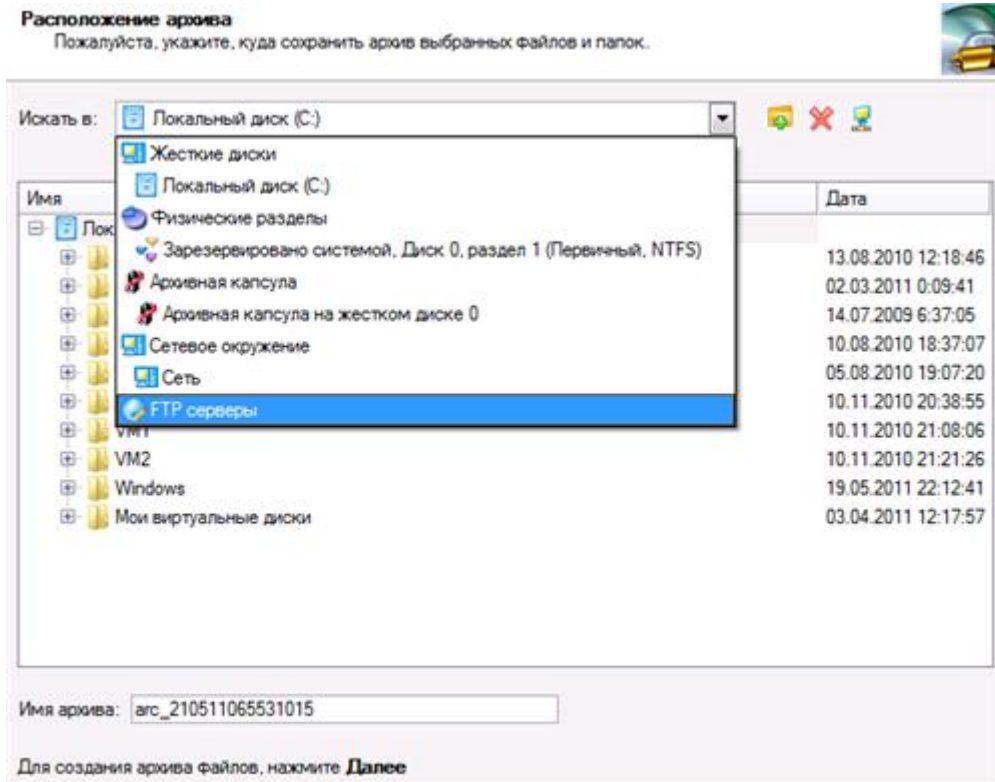 Расположение архива
Пожалуйста, укажите, куда сохранить архив выбранных файлов и папок.
Искать в: Локальный диск (C:)
Жесткие диски
Локальный диск (C:)
Физические разделы
Зарезервировано системой, Диск 0, раздел 1 (Первичный, NTFS)
Архивная капсула
Архивная капсула на жестком диске 0
Сетевое окружение
Сеть
FTP серверы
Имя Дата
Лок
13.08.2010 12:18:46
02.03.2011 0:09:41
14.07.2009 6:37:05
10.08.2010 18:37:07
05.08.2010 19:07:20
10.11.2010 20:38:55
VM1 10.11.2010 21:08:06
VM2 10.11.2010 21:21:26
Windows 19.05.2011 22:12:41
Мои виртуальные диски 03.04.2011 12:17:57
Имя архива: arc_210511065531015
Для создания архива файлов, нажмите Далее